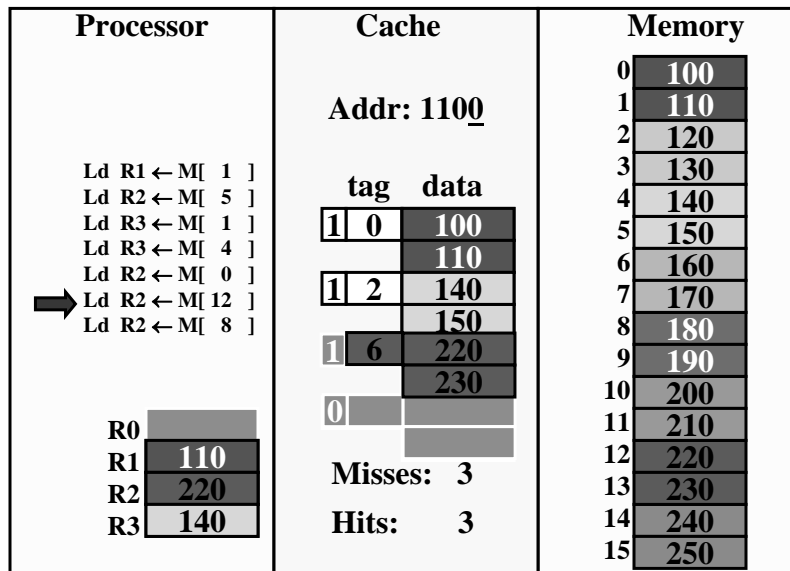 Processor
Ld R1 ← M[ 1 ]
Ld R2 ← M[ 5 ]
Ld R3 ← M[ 1 ]
Ld R3 ← M[ 4 ]
Ld R2 ← M[ 0 ]
Ld R2 ← M[ 12 ]
Ld R2 ← M[ 8 ]
R0
R1 110
R2 220
R3 140
Cache
Addr: 1100
tag data
1 0 100
110
1 2 140
150
1 6 220
230
0
Misses: 3
Hits: 3
Memory
0 100
1 110
2 120
3 130
4 140
5 150
6 160
7 170
8 180
9 190
10 200
11 210
12 220
13 230
14 240
15 250